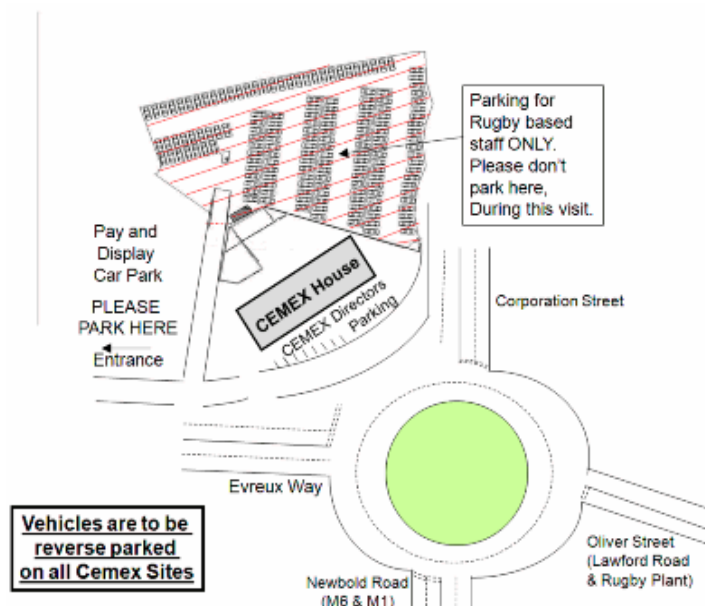 Parking for
Rugby based
staff ONLY.
Please don't
park here,
During this visit.
Pay and
Display
Car Park
PLEASE
PARK HERE
Entrance
CEMEX House
CEMEX Directors
Parking
Corporation Street
Evreux Way
Vehicles are to be
reverse parked
on all Cemex Sites
Oliver Street
(Lawford Road
& Rugby Plant)
Newbold Road
(M6 & M1)